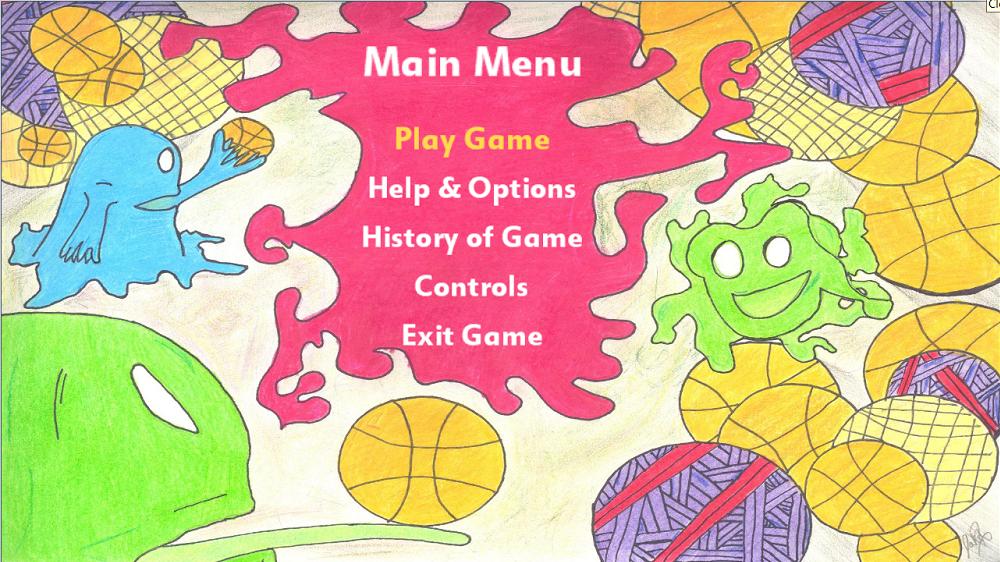 Main Menu
Play Game
Help & Options
History of Game
Controls
Exit Game